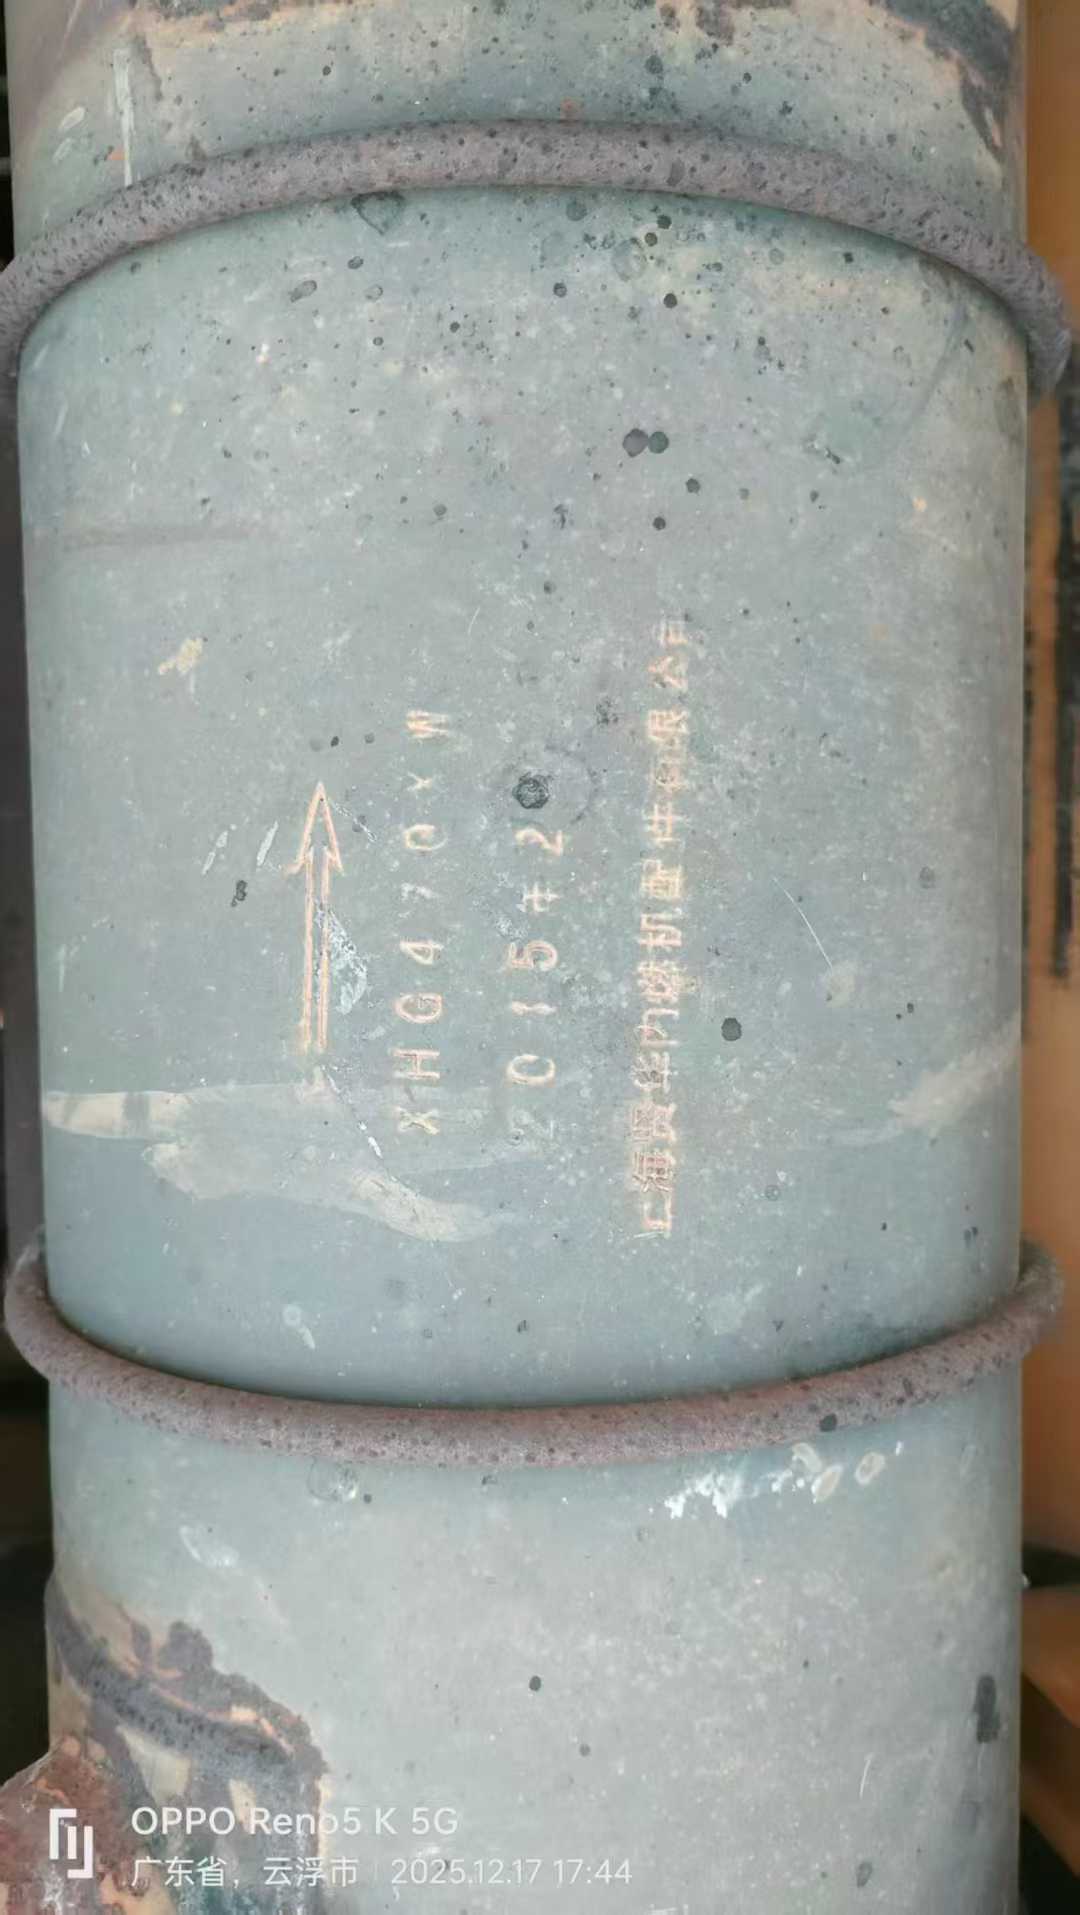 XHG470XW
2015年2
上海贤华内燃机配件有限公司
OPPO Reno5 K 5G
广东省，云浮市 | 2025.12.17 17:44